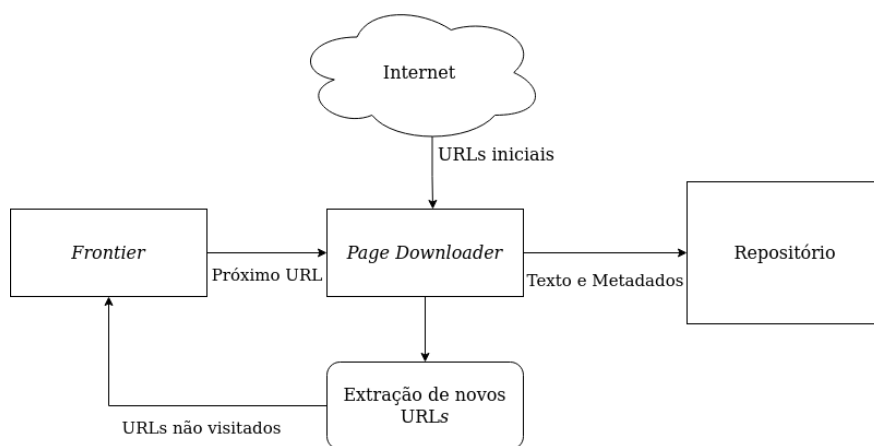 Internet
URLs iniciais
Frontier
Próximo URL
Page Downloader
Texto e Metadados
Repositório
Extração de novos
URLs
URLs não visitados